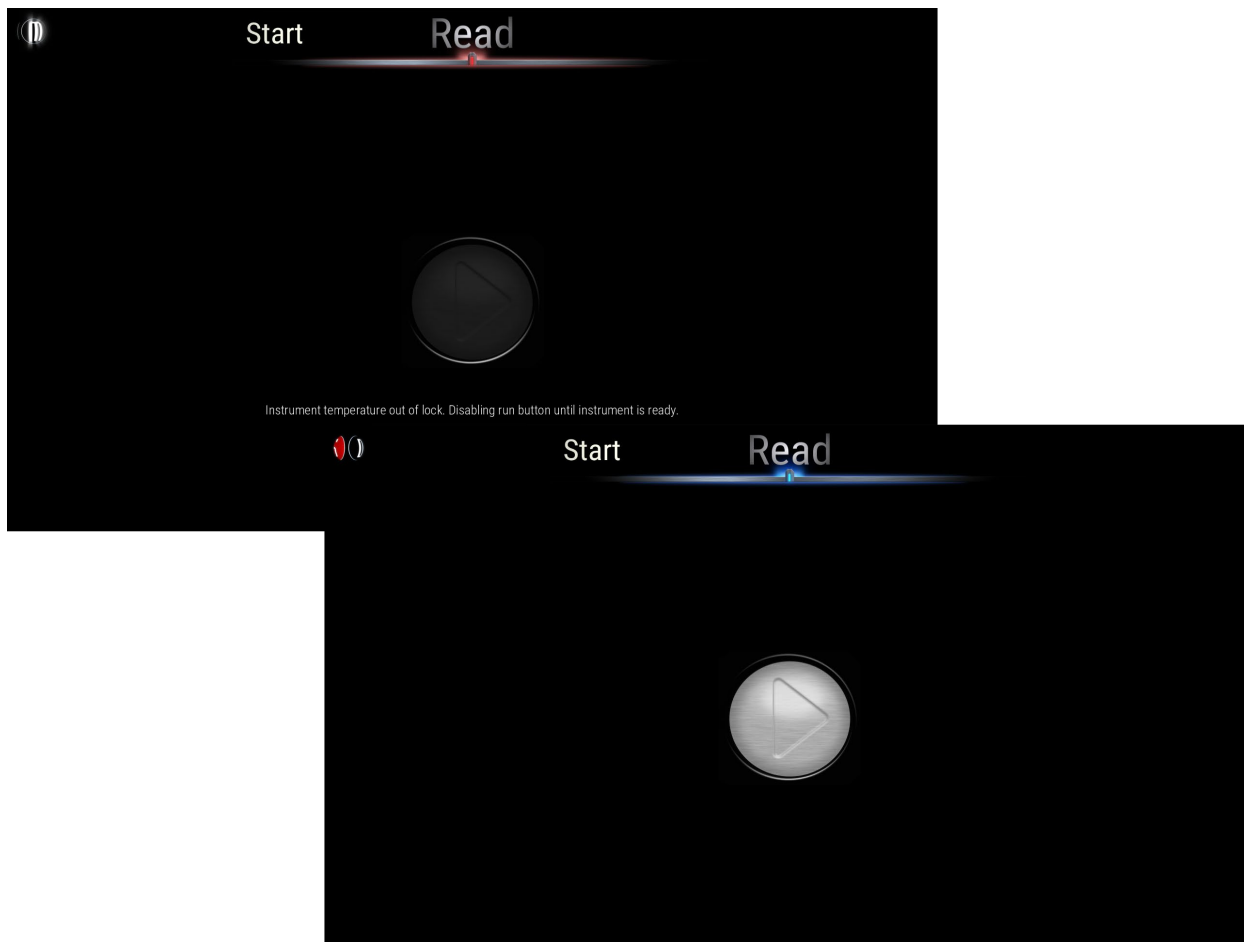 Start
Read
Instrument temperature out of lock. Disabling run button until instrument is ready.
Start
Read